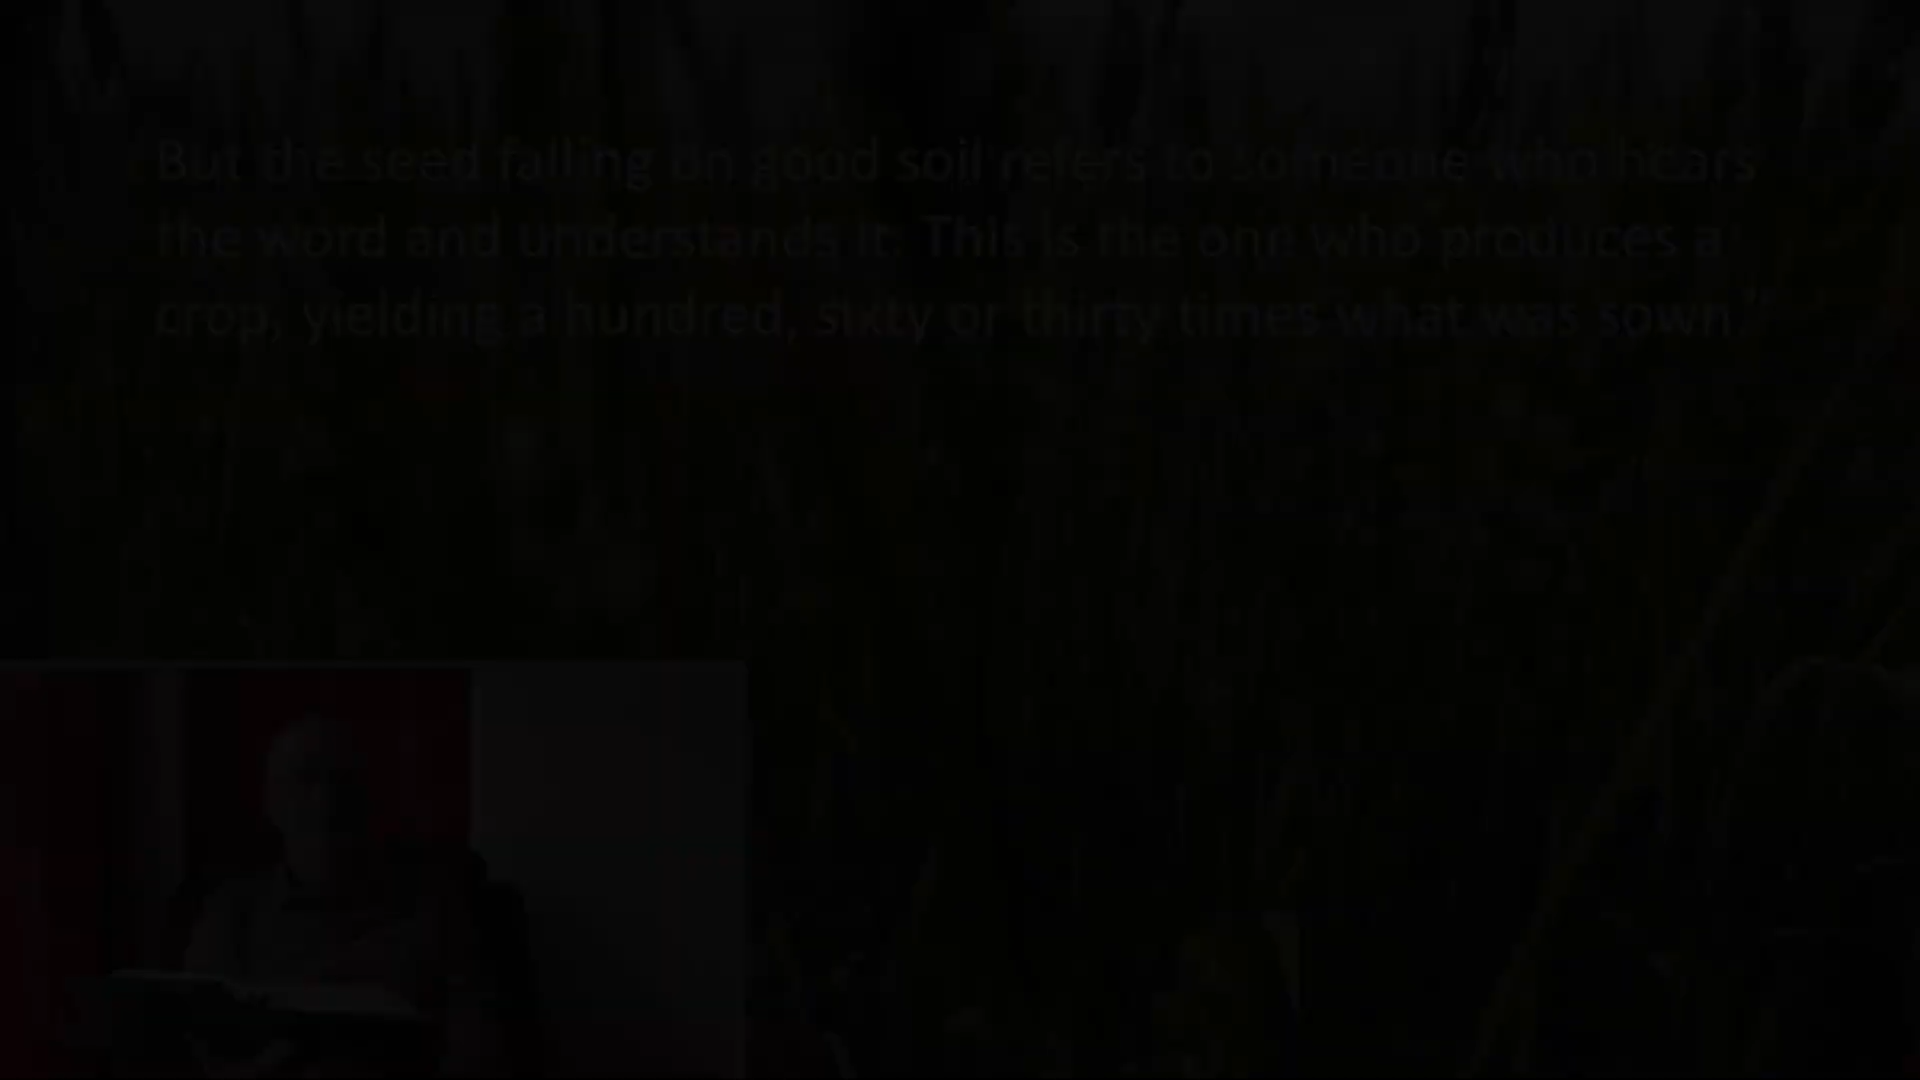 But the seed falling on good soil refers to someone who hears
the word and understands it. This is the one who produces a
crop, yielding a hundred, sixty or thirty times what was sown."